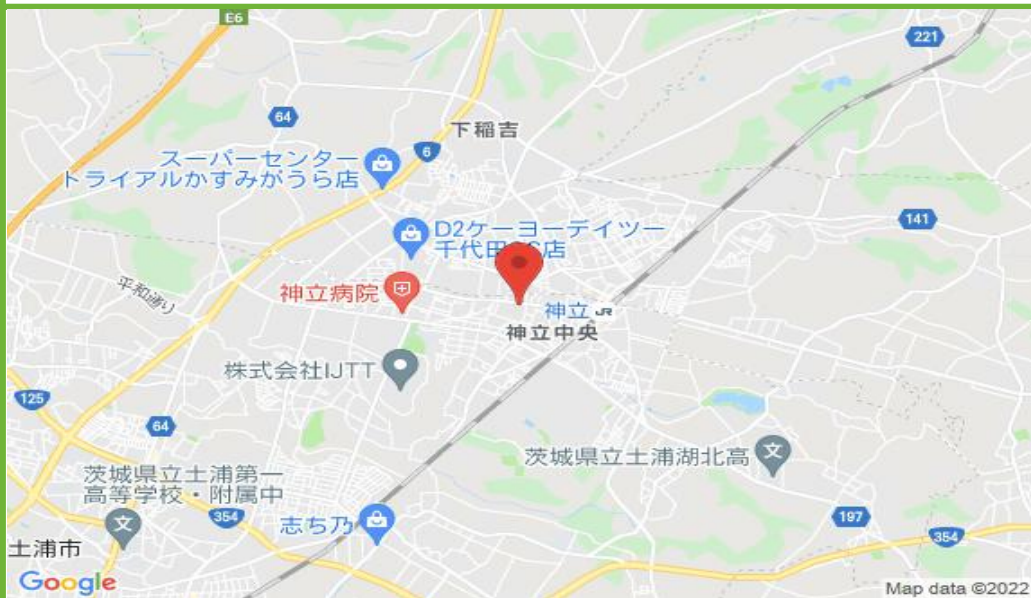 E6
221
64
下稲吉
6
スーパーセンター
トライアルかすみがうら店
141
D2ケーヨーデイツー
千代田 店
平和通り
神立病院
神立 JR
神立中央
株式会社IJTT
125
64
茨城県立土浦湖北高
茨城県立土浦第一
高等学校・附属中
354
志ち乃
197
354
土浦市
Google
Map data ©2022